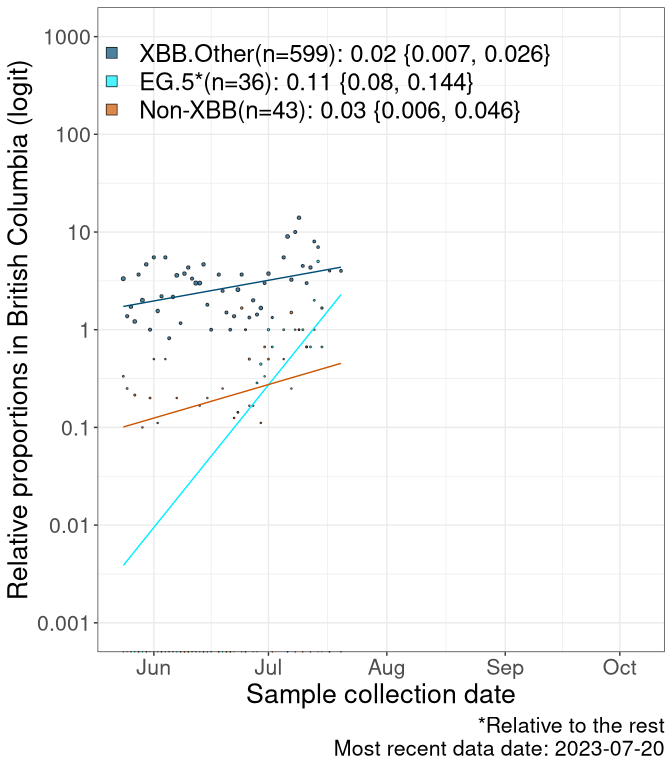 Relative proportions in British Columbia (logit)
1000
100
10
1
0.1
0.01
0.001
XBB.Other(n=599): 0.02 {0.007, 0.026}
EG.5*(n=36): 0.11 {0.08, 0.144}
Non-XBB(n=43): 0.03 {0.006, 0.046}
Jun Jul Aug Sep Oct
Sample collection date
*Relative to the rest
Most recent data date: 2023-07-20